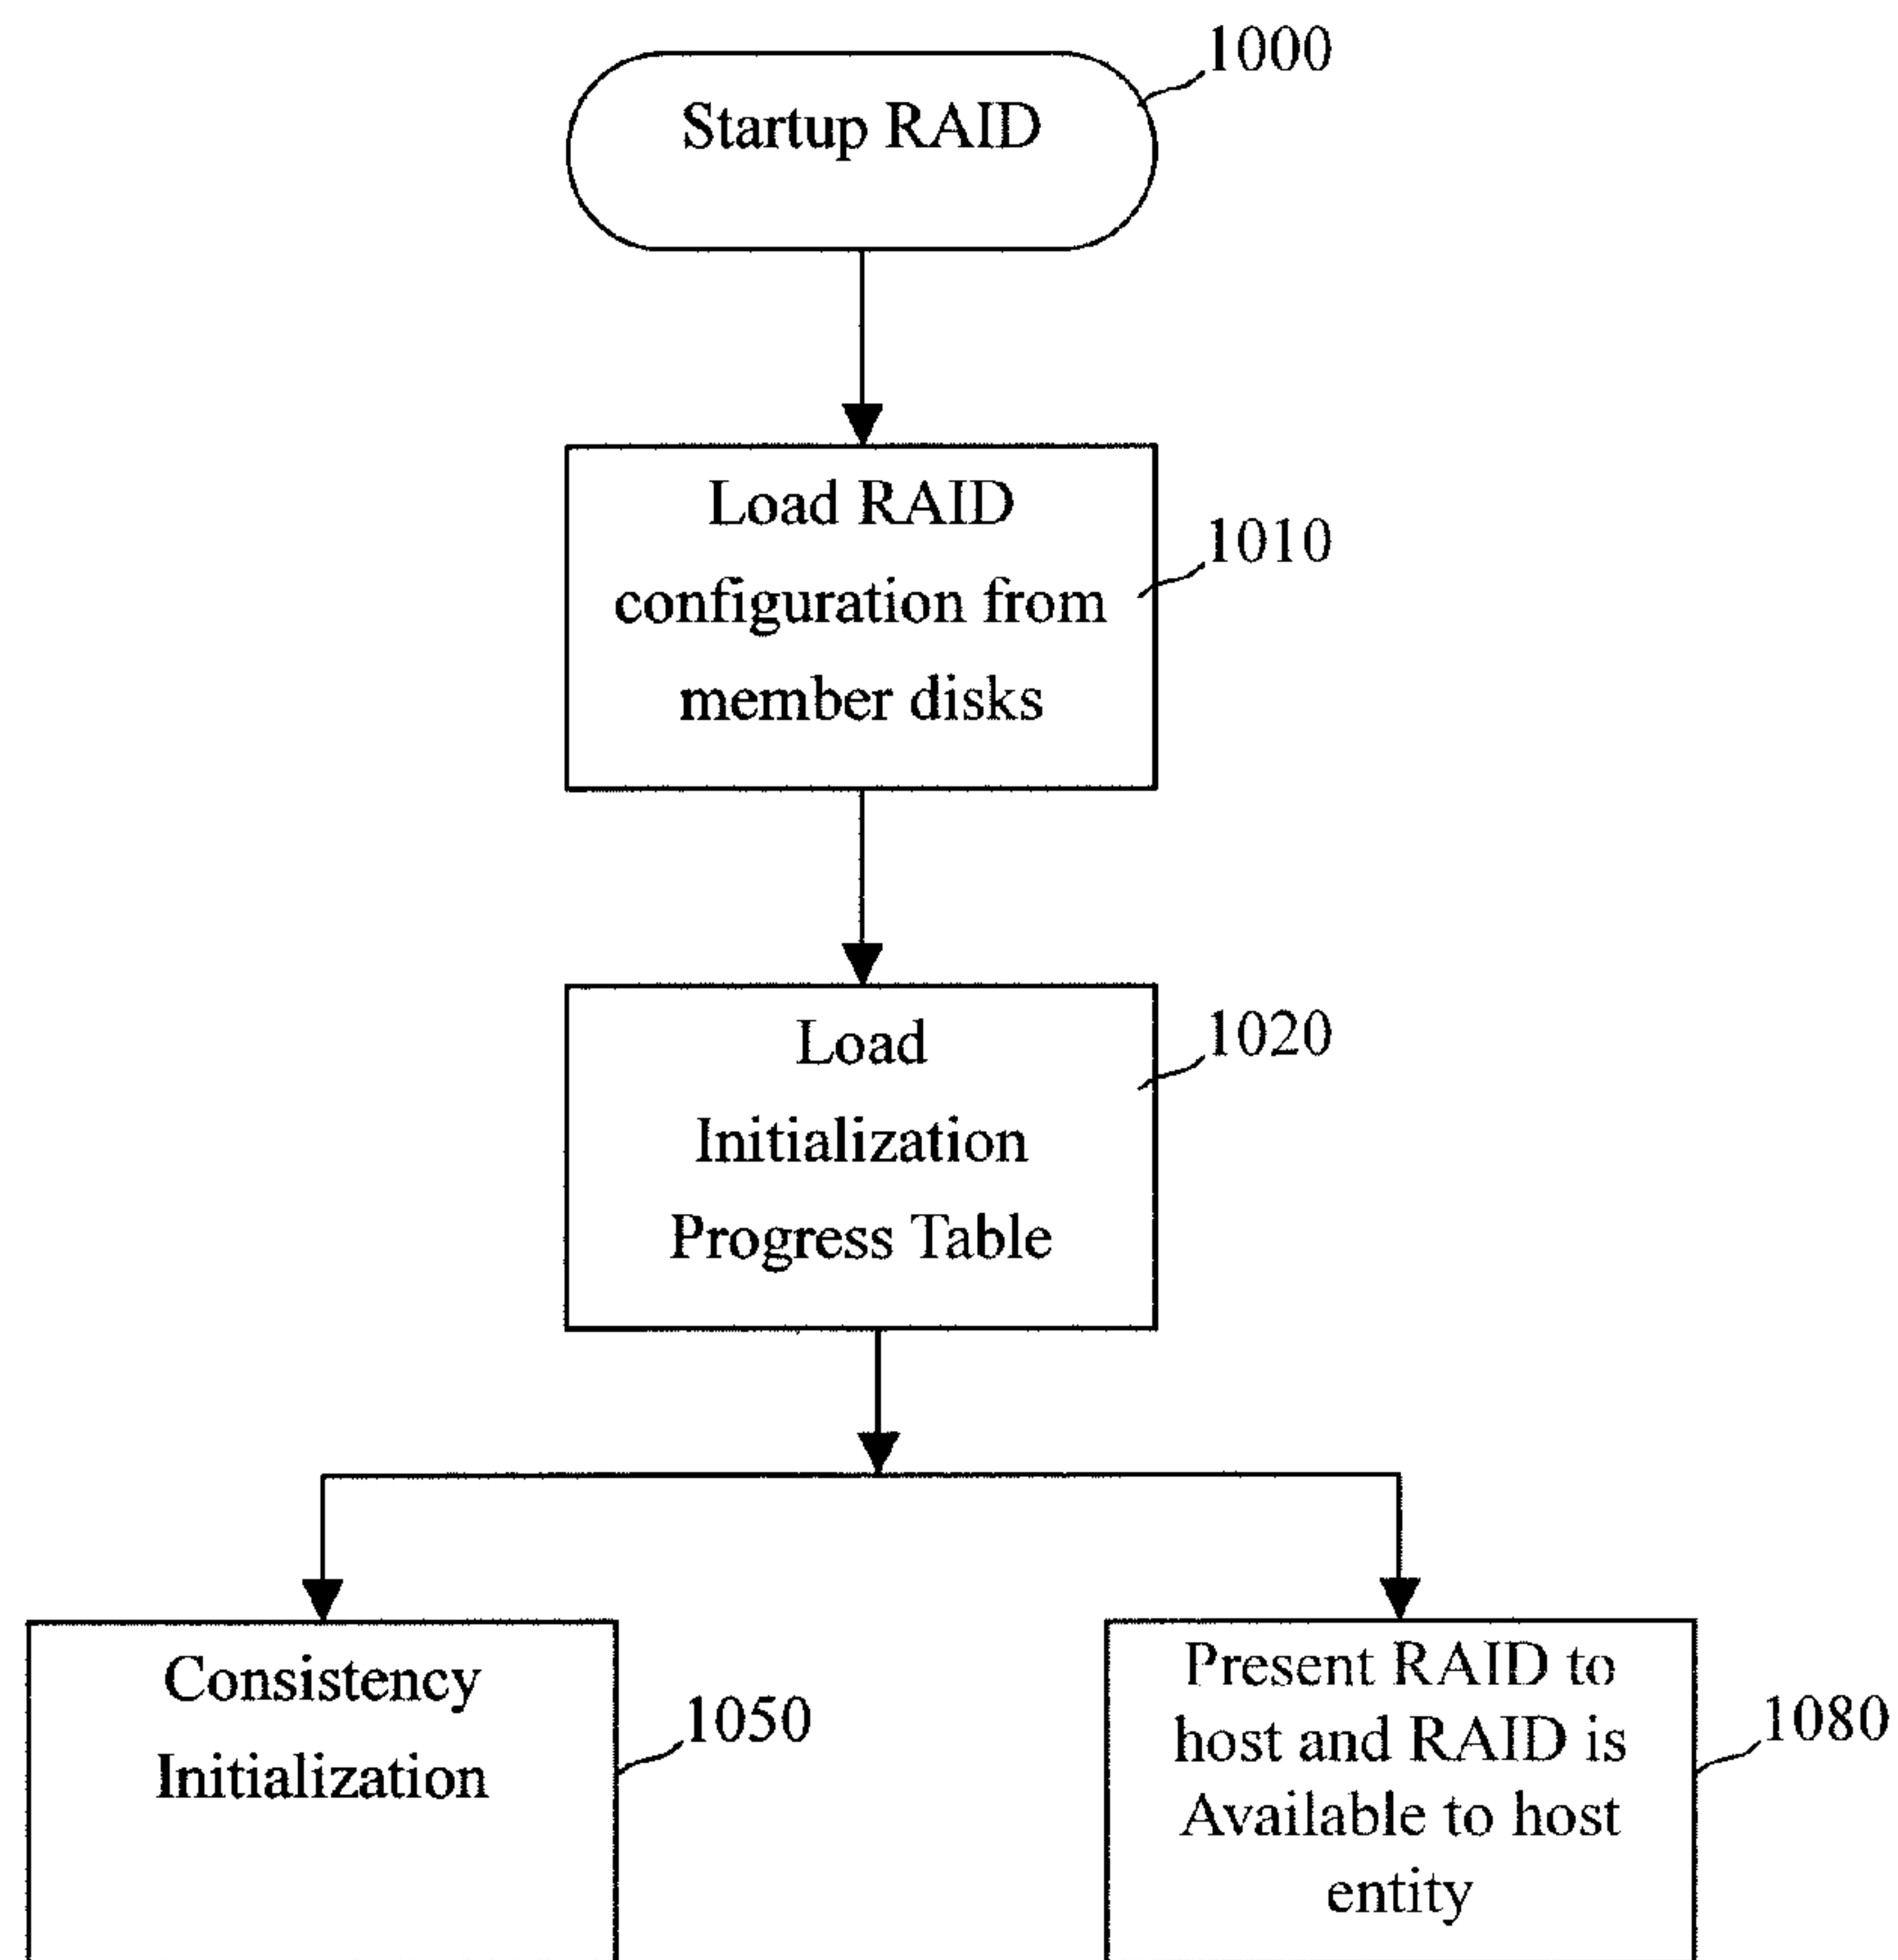 1000
Startup RAID
Load RAID
configuration from
member disks
1010
Load
Initialization
Progress Table
1020
Consistency
Initialization
1050
Present RAID to
host and RAID is
Available to host
entity
1080